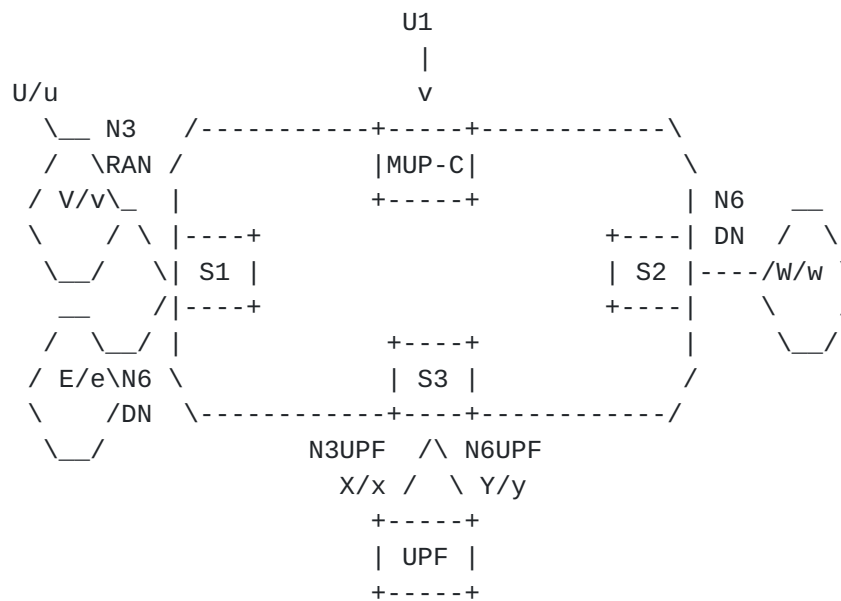 U1
U/u
N3
RAN
MUP-C
V/v
N6
DN
S1
S2
W/w
E/e N6
S3
DN
N3UPF N6UPF
X/x Y/y
UPF